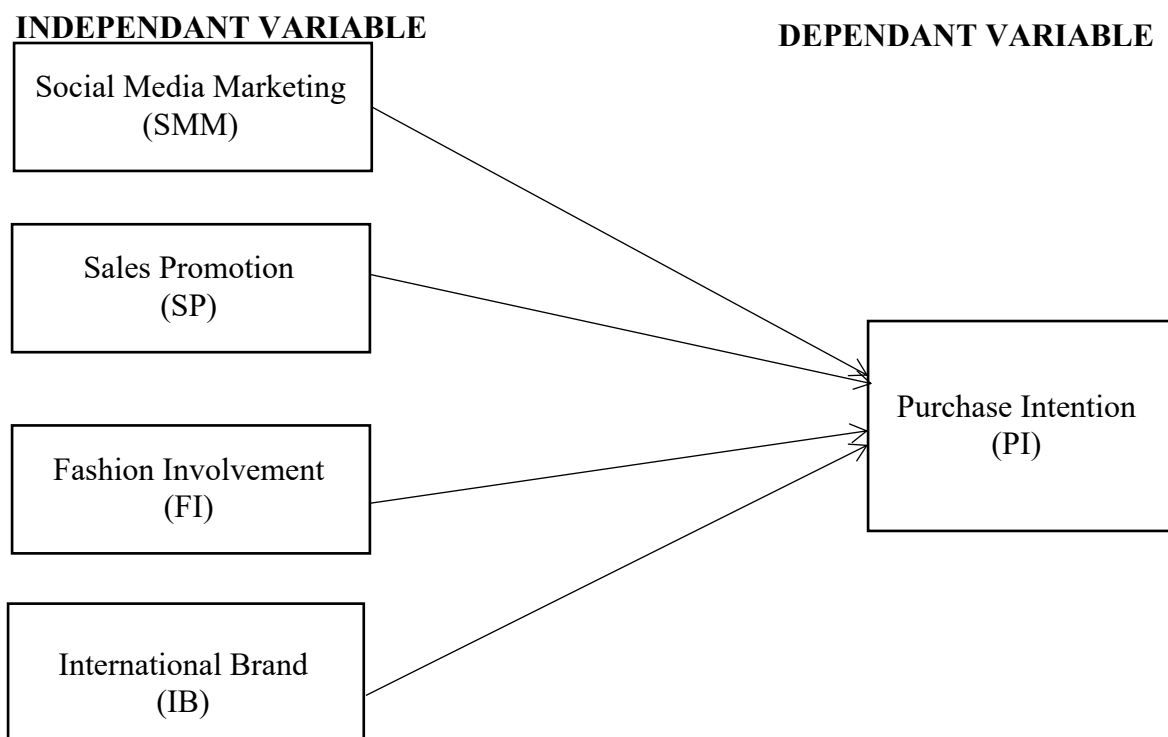 INDEPENDANT VARIABLE
DEPENDANT VARIABLE
Social Media Marketing
(SMM)
Sales Promotion
(SP)
Purchase Intention
(PI)
Fashion Involvement
(FI)
International Brand
(IB)